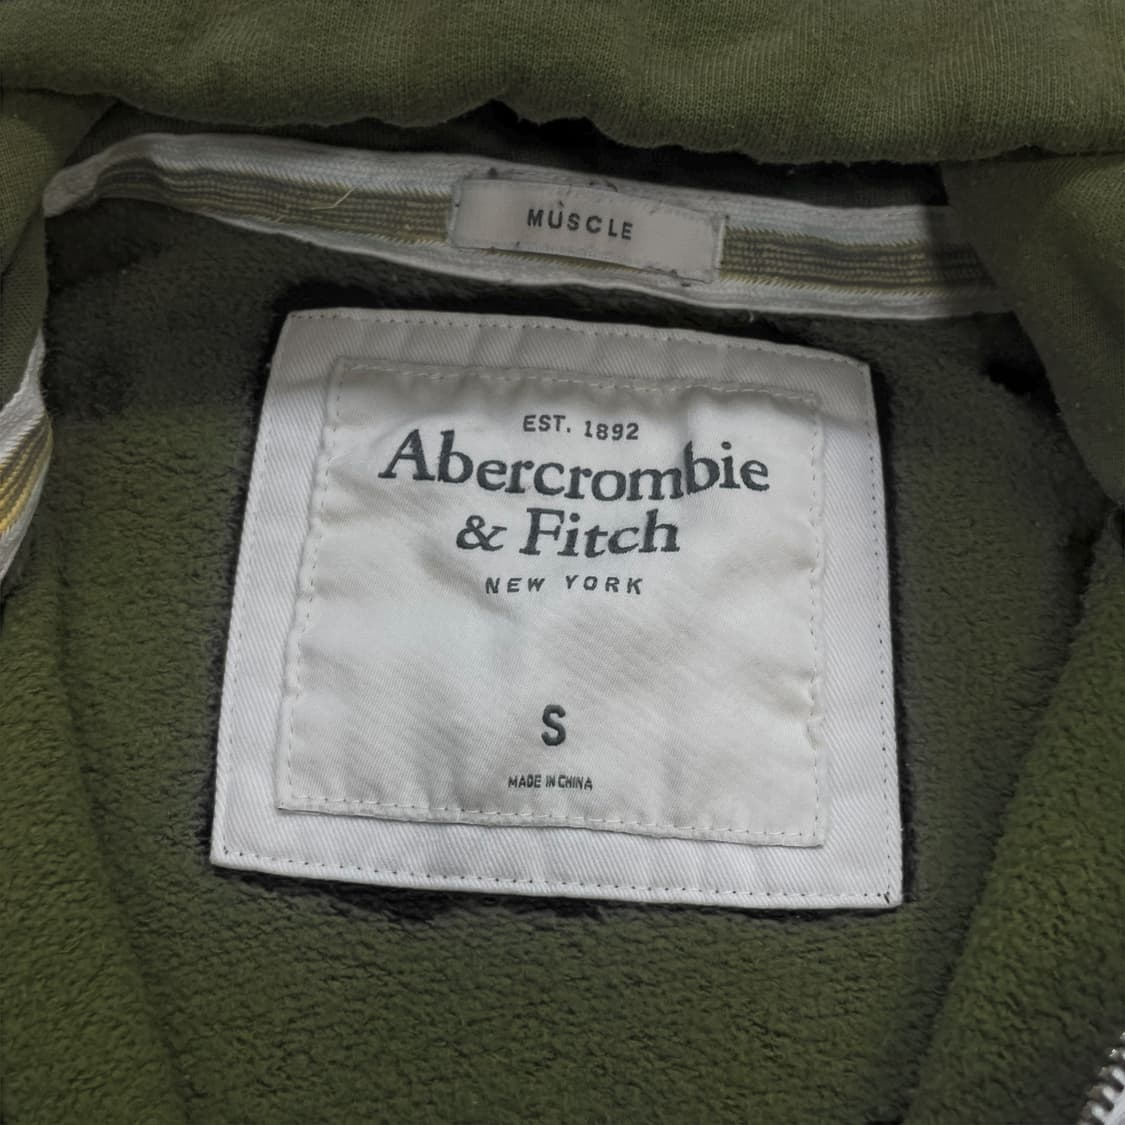 MUSCLE
EST. 1892
Abercrombie
& Fitch
NEW YORK
S
MADE IN CHINA